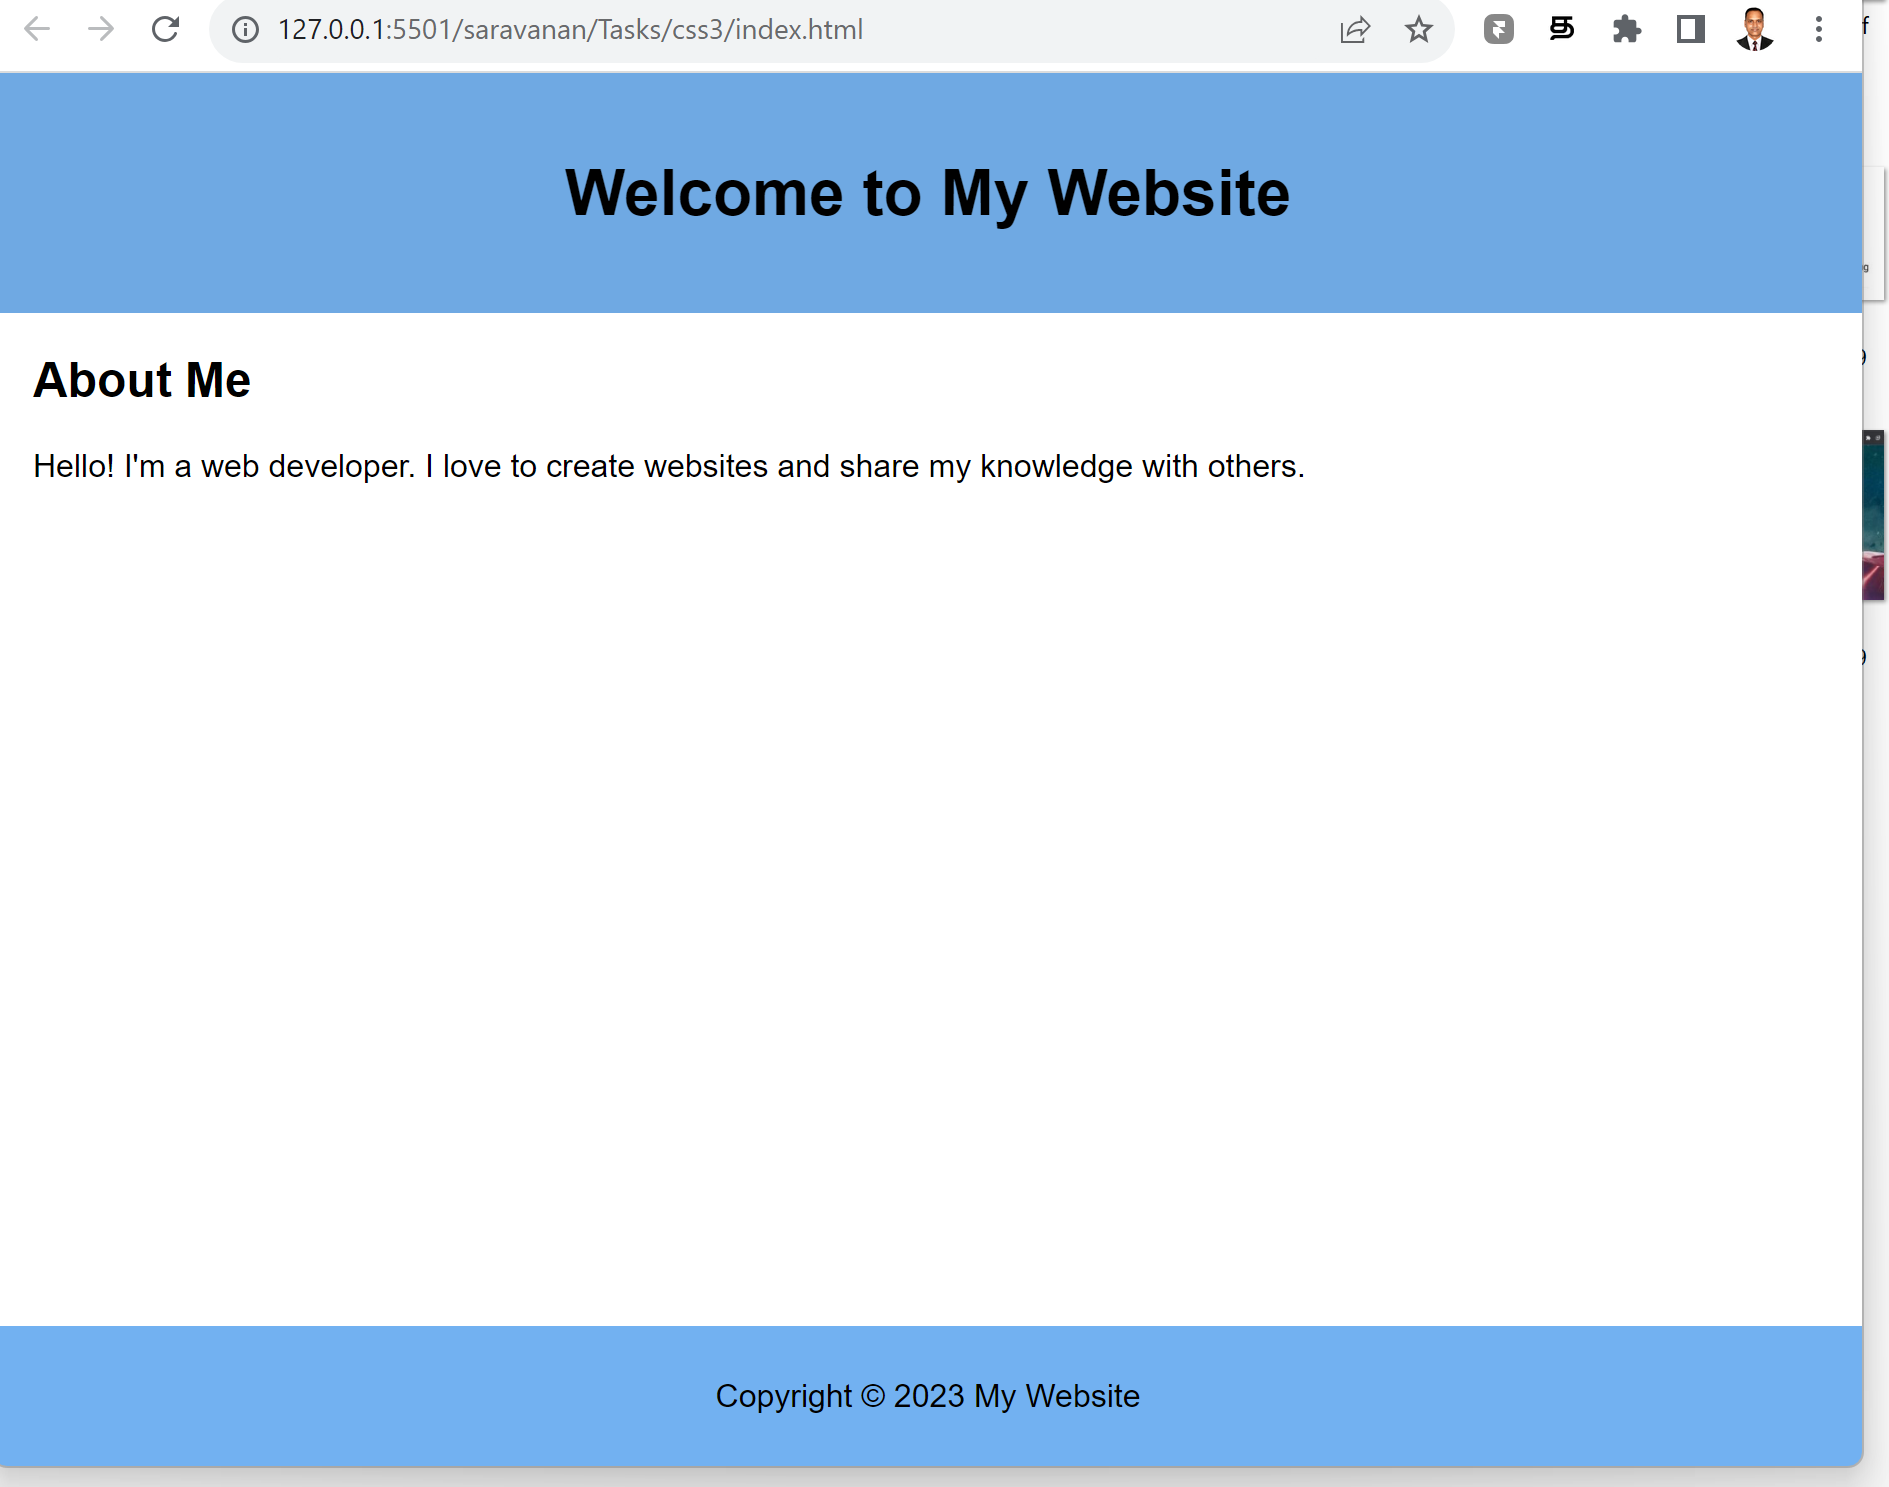 127.0.0.1:5501/saravanan/Tasks/css3/index.html
Welcome to My Website
About Me
Hello! I'm a web developer. I love to create websites and share my knowledge with others.
Copyright © 2023 My Website